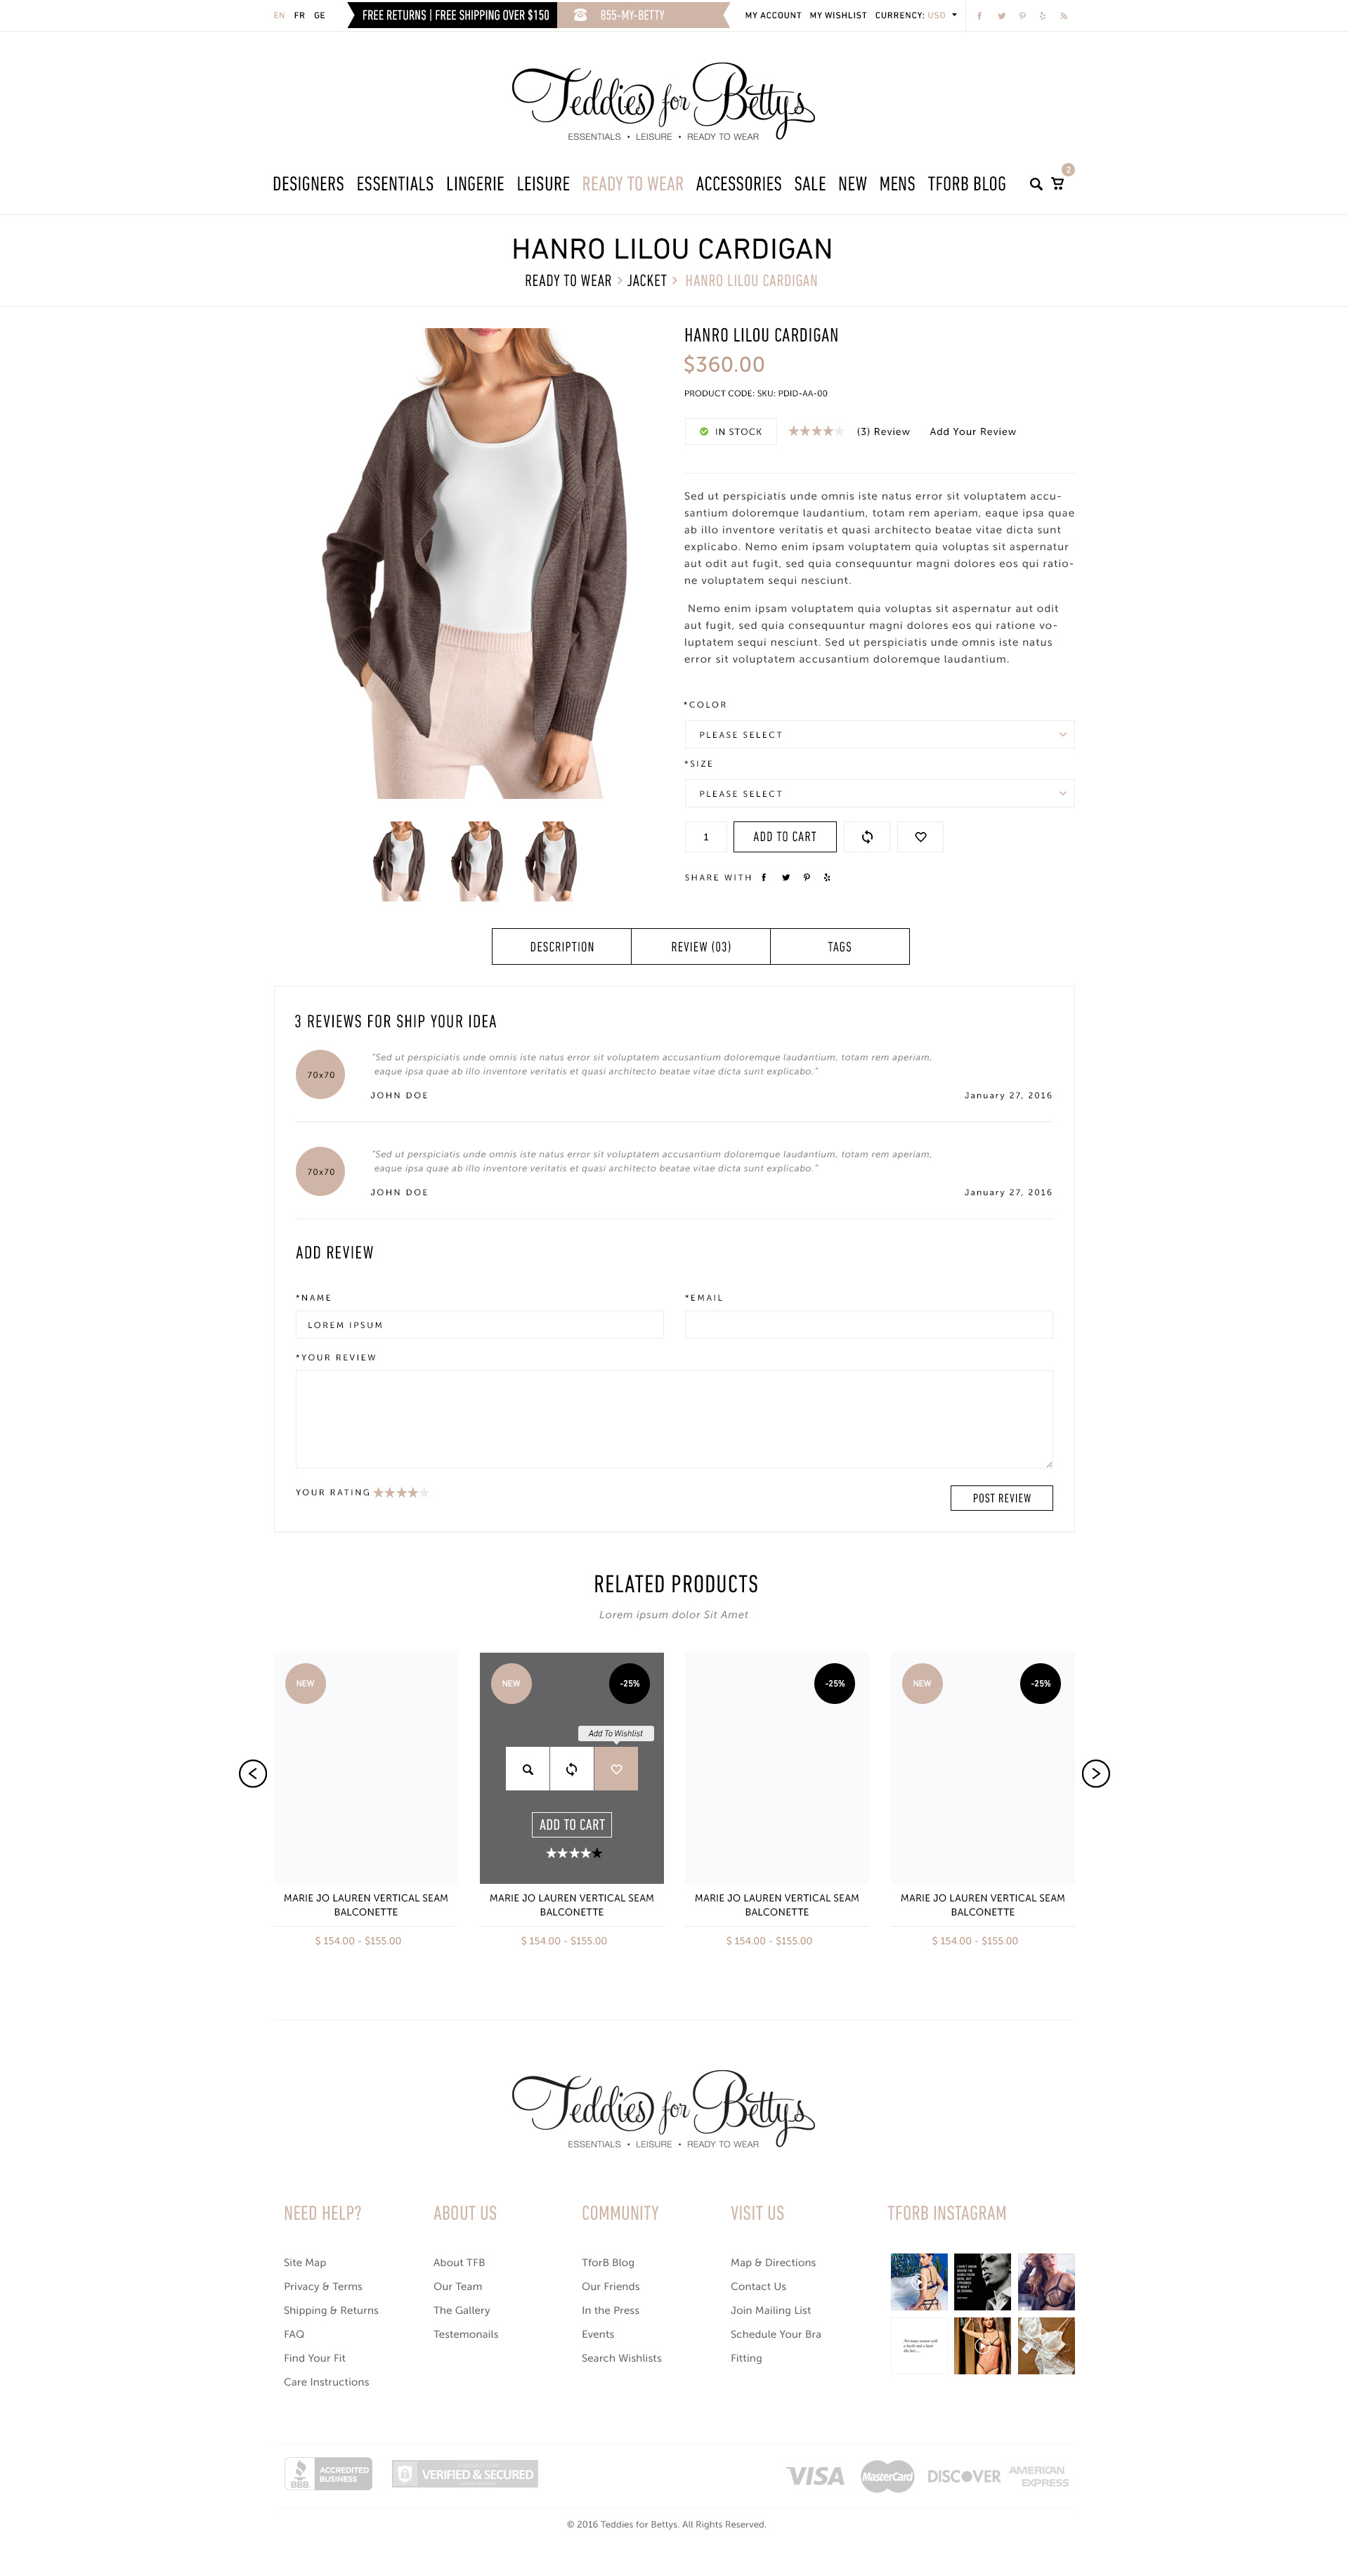 EN FR GE
FREE RETURNS | FREE SHIPPING OVER $150
855-MY-BETTY
MY ACCOUNT MY WISHLIST CURRENCY: USD
Teddies for Bettys
ESSENTIALS • LEISURE • READY TO WEAR
DESIGNERS ESSENTIALS LINGERIE LEISURE READY TO WEAR ACCESSORIES SALE NEW MENS TFORB BLOG
2
HANRO LILOU CARDIGAN
READY TO WEAR > JACKET > HANRO LILOU CARDIGAN
HANRO LILOU CARDIGAN
$360.00
PRODUCT CODE: SKU: PDID-AA-00
IN STOCK (3) Review Add Your Review
Sed ut perspiciatis unde omnis iste natus error sit voluptatem accu-
santium doloremque laudantium, totam rem aperiam, eaque ipsa quae
ab illo inventore veritatis et quasi architecto beatae vitae dicta sunt
explicabo. Nemo enim ipsam voluptatem quia voluptas sit aspernatur
aut odit aut fugit, sed quia consequuntur magni dolores eos qui ratio-
ne voluptatem sequi nesciunt.
Nemo enim ipsam voluptatem quia voluptas sit aspernatur aut odit
aut fugit, sed quia consequuntur magni dolores eos qui ratione vo-
luptatem sequi nesciunt. Sed ut perspiciatis unde omnis iste natus
error sit voluptatem accusantium doloremque laudantium.
*COLOR
PLEASE SELECT
*SIZE
PLEASE SELECT
1 ADD TO CART
SHARE WITH
DESCRIPTION REVIEW (03) TAGS
3 REVIEWS FOR SHIP YOUR IDEA
70x70
"Sed ut perspiciatis unde omnis iste natus error sit voluptatem accusantium doloremque laudantium, totam rem aperiam,
eaque ipsa quae ab illo inventore veritatis et quasi architecto beatae vitae dicta sunt explicabo."
JOHN DOE January 27, 2016
70x70
"Sed ut perspiciatis unde omnis iste natus error sit voluptatem accusantium doloremque laudantium, totam rem aperiam,
eaque ipsa quae ab illo inventore veritatis et quasi architecto beatae vitae dicta sunt explicabo."
JOHN DOE January 27, 2016
ADD REVIEW
*NAME *EMAIL
LOREM IPSUM
*YOUR REVIEW
YOUR RATING
POST REVIEW
RELATED PRODUCTS
Lorem ipsum dolor Sit Amet
NEW
NEW -25%
-25%
NEW -25%
Add To Wishlist
ADD TO CART
MARIE JO LAUREN VERTICAL SEAM
BALCONETTE
$ 154.00 - $155.00
MARIE JO LAUREN VERTICAL SEAM
BALCONETTE
$ 154.00 - $155.00
MARIE JO LAUREN VERTICAL SEAM
BALCONETTE
$ 154.00 - $155.00
MARIE JO LAUREN VERTICAL SEAM
BALCONETTE
$ 154.00 - $155.00
Teddies for Bettys
ESSENTIALS • LEISURE • READY TO WEAR
NEED HELP?
Site Map
Privacy & Terms
Shipping & Returns
FAQ
Find Your Fit
Care Instructions
ABOUT US
About TFB
Our Team
The Gallery
Testemonails
COMMUNITY
TforB Blog
Our Friends
In the Press
Events
Search Wishlists
VISIT US
Map & Directions
Contact Us
Join Mailing List
Schedule Your Bra
Fitting
TFORB INSTAGRAM
BBB.
ACCREDITED
BUSINESS
VERIFIED & SECURED
VISA MasterCard DISCOVER AMERICAN
EXPRESS
© 2016 Teddies for Bettys. All Rights Reserved.